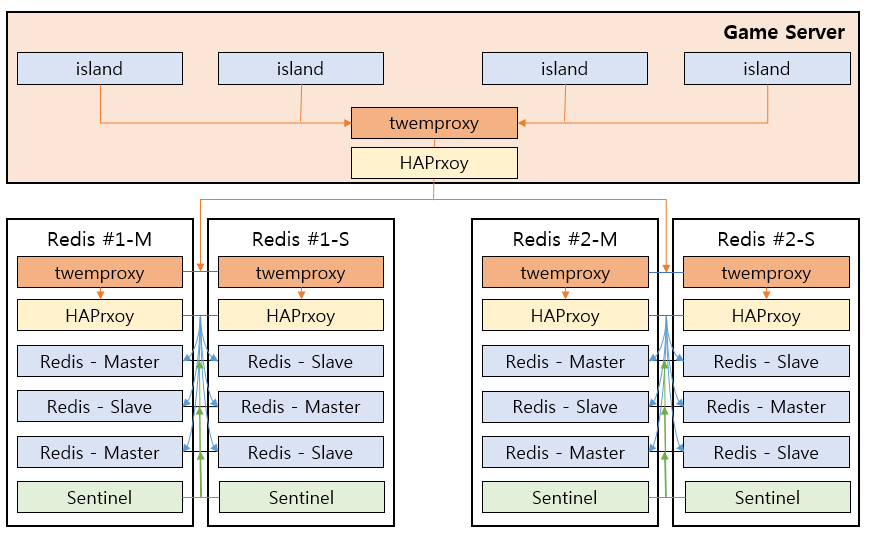 Game Server
island
island
island
island
twemproxy
HAPrxoy
Redis #1-M
twemproxy
HAPrxoy
Redis - Master
Redis - Slave
Redis - Master
Sentinel
Redis #1-S
twemproxy
HAPrxoy
Redis - Slave
Redis - Master
Redis - Slave
Sentinel
Redis #2-M
twemproxy
HAPrxoy
Redis - Master
Redis - Slave
Redis - Master
Sentinel
Redis #2-S
twemproxy
HAPrxoy
Redis - Slave
Redis - Master
Redis - Slave
Sentinel